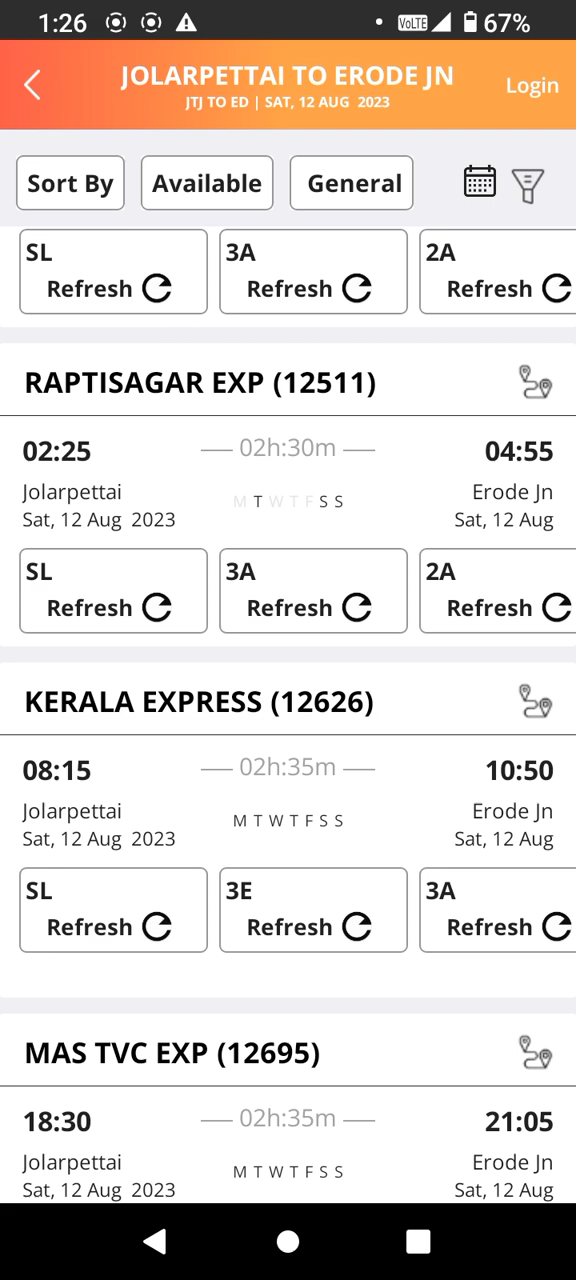 1:26 VoLTE 67%
JOLARPETTAI TO ERODE JN
Login
JTJ TO ED | SAT, 12 AUG 2023
Sort By Available General
SL 3A 2A
Refresh Refresh Refresh
RAPTISAGAR EXP (12511)
02:25 02h:30m 04:55
Jolarpettai M T W T F S S Erode Jn
Sat, 12 Aug 2023 Sat, 12 Aug
SL 3A 2A
Refresh Refresh Refresh
KERALA EXPRESS (12626)
08:15 02h:35m 10:50
Jolarpettai M T W T F S S Erode Jn
Sat, 12 Aug 2023 Sat, 12 Aug
SL 3E 3A
Refresh Refresh Refresh
MAS TVC EXP (12695)
18:30 02h:35m 21:05
Jolarpettai M T W T F S S Erode Jn
Sat, 12 Aug 2023 Sat, 12 Aug